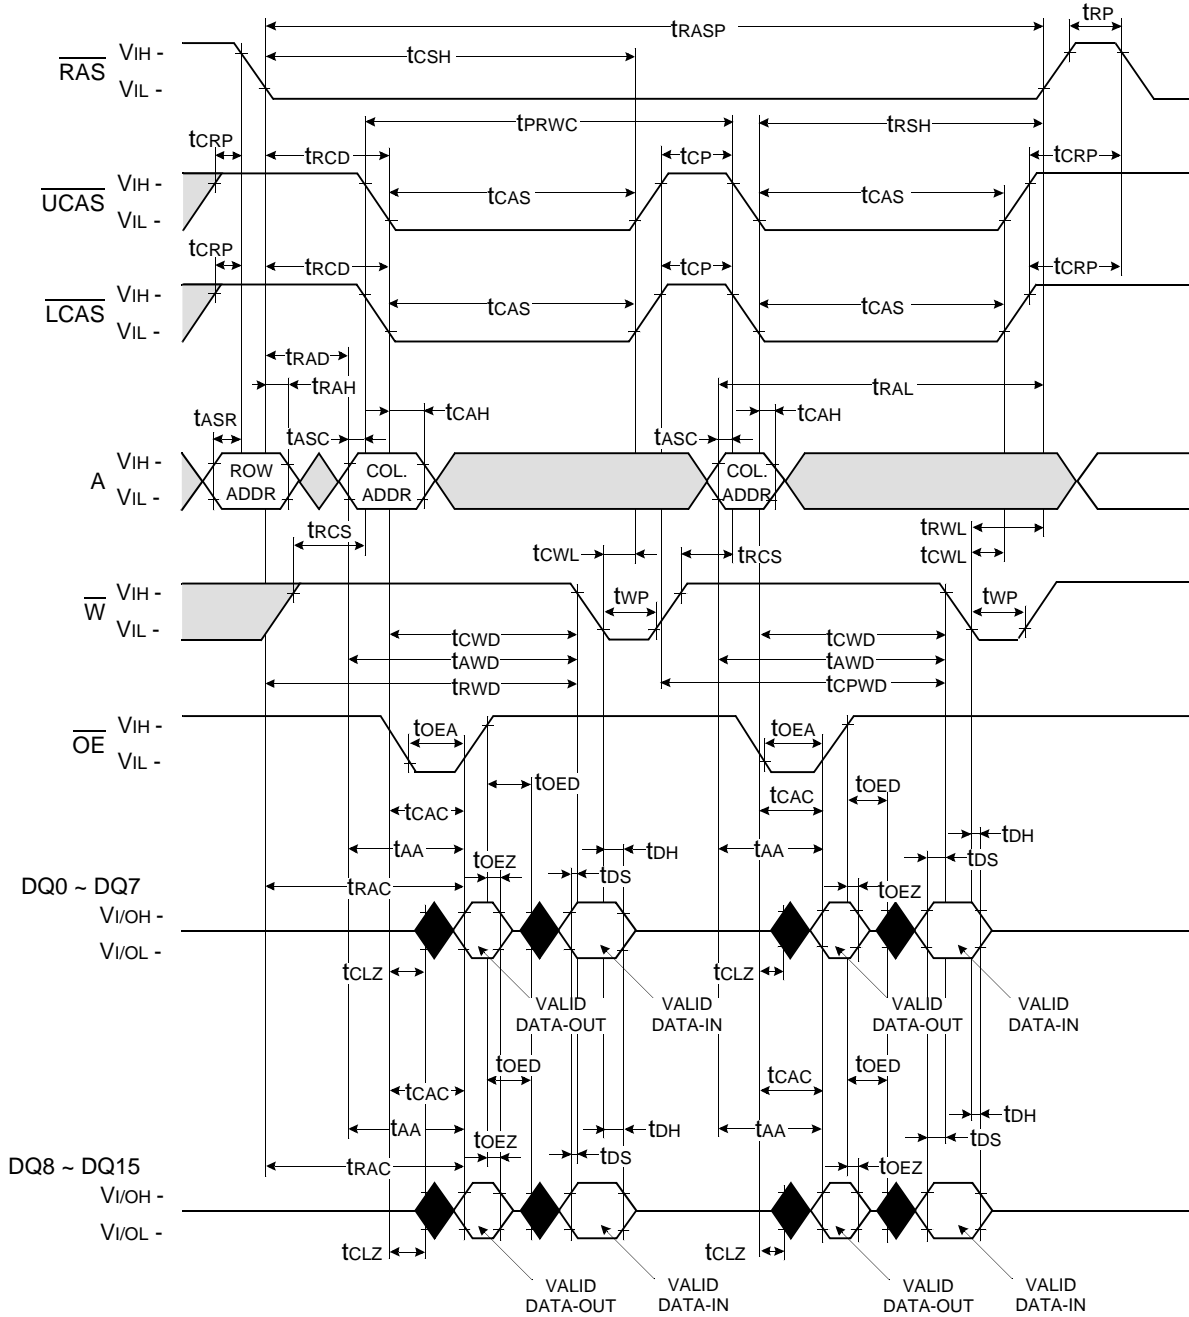 tRP
tRASP
RAS
VIH -
VIL -
tCSH
tPRWC
tRSH
tCRP
tRCD
tCP
tCRP
UCAS
VIH -
VIL -
tCAS
tCAS
tCRP
tRCD
tCP
tCRP
LCAS
VIH -
VIL -
tCAS
tCAS
tRAD
tRAH
tRAL
tASR
tASC
tCAH
tASC
tCAH
A
VIH -
VIL -
ROW
ADDR
COL.
ADDR
COL.
ADDR
tRCS
tCWL
tRCS
tRWL
tCWL
W
VIH -
VIL -
tWP
tWP
tCWD
tCWD
tAWD
tAWD
tRWD
tCPWD
OE
VIH -
VIL -
tOEA
tOEA
tOED
tOED
tCAC
tCAC
tAA
tOEZ
tDH
tAA
tDH
tDS
tDS
tRAC
tOEZ
DQ0 ~ DQ7
VI/OH -
VI/OL -
tCLZ
tCLZ
VALID
DATA-OUT
VALID
DATA-IN
VALID
DATA-OUT
VALID
DATA-IN
tOED
tOED
tCAC
tCAC
tAA
tOEZ
tDH
tAA
tDH
tDS
tDS
tRAC
tOEZ
DQ8 ~ DQ15
VI/OH -
VI/OL -
tCLZ
tCLZ
VALID
DATA-OUT
VALID
DATA-IN
VALID
DATA-OUT
VALID
DATA-IN